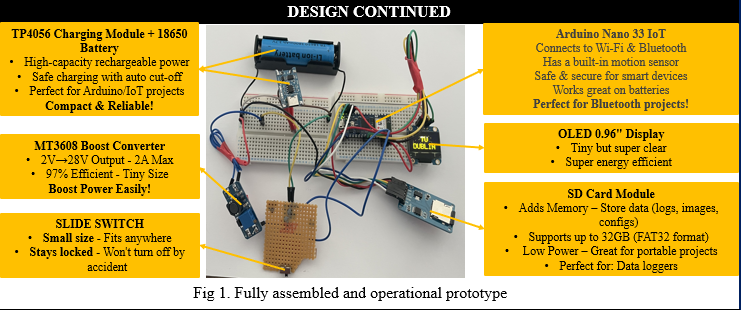 DESIGN CONTINUED
TP4056 Charging Module + 18650
Battery
• High-capacity rechargeable power
• Safe charging with auto cut-off
• Perfect for Arduino/IoT projects
Compact & Reliable!
MT3608 Boost Converter
• 2V→28V Output - 2A Max
• 97% Efficient - Tiny Size
Boost Power Easily!
SLIDE SWITCH
• Small size - Fits anywhere
• Stays locked - Won't turn off by
accident
Li-ion battery
TU
DUBLIN
Arduino Nano 33 IoT
Connects to Wi-Fi & Bluetooth
Has a built-in motion sensor
Safe & secure for smart devices
Works great on batteries
Perfect for Bluetooth projects!
OLED 0.96" Display
• Tiny but super clear
• Super energy efficient
SD Card Module
• Adds Memory – Store data (logs, images,
configs)
• Supports up to 32GB (FAT32 format)
• Low Power – Great for portable projects
• Perfect for: Data loggers
Fig 1. Fully assembled and operational prototype